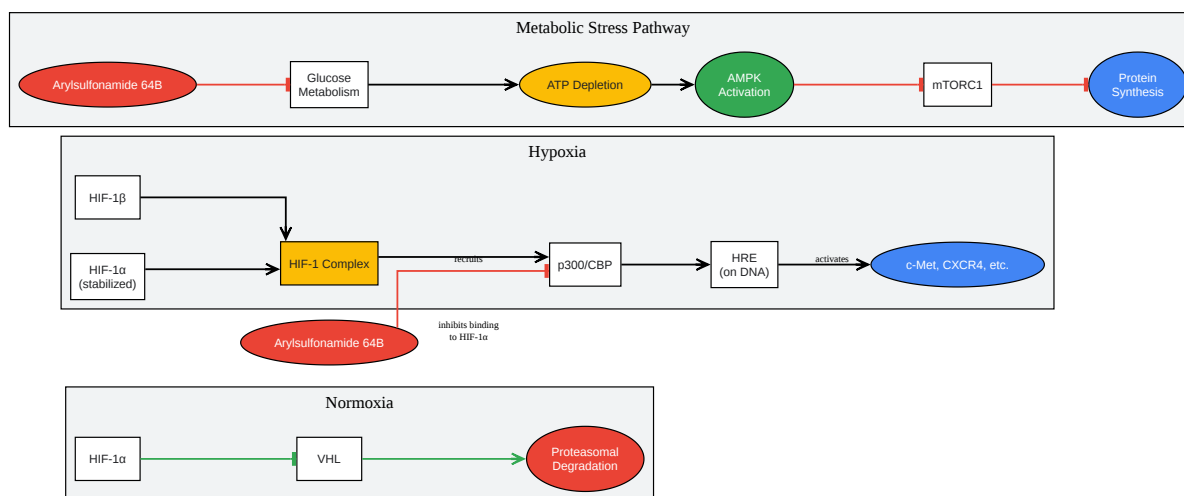 Metabolic Stress Pathway
Arylsulfonamide 64B
Glucose
Metabolism
ATP Depletion
AMPK
Activation
mTORC1
Protein
Synthesis
Hypoxia
HIF-1β
HIF-1α
(stabilized)
HIF-1 Complex
recruits
p300/CBP
HRE
(on DNA)
activates
c-Met, CXCR4, etc.
Arylsulfonamide 64B
inhibits binding
to HIF-1α
Normoxia
HIF-1α
VHL
Proteasomal
Degradation